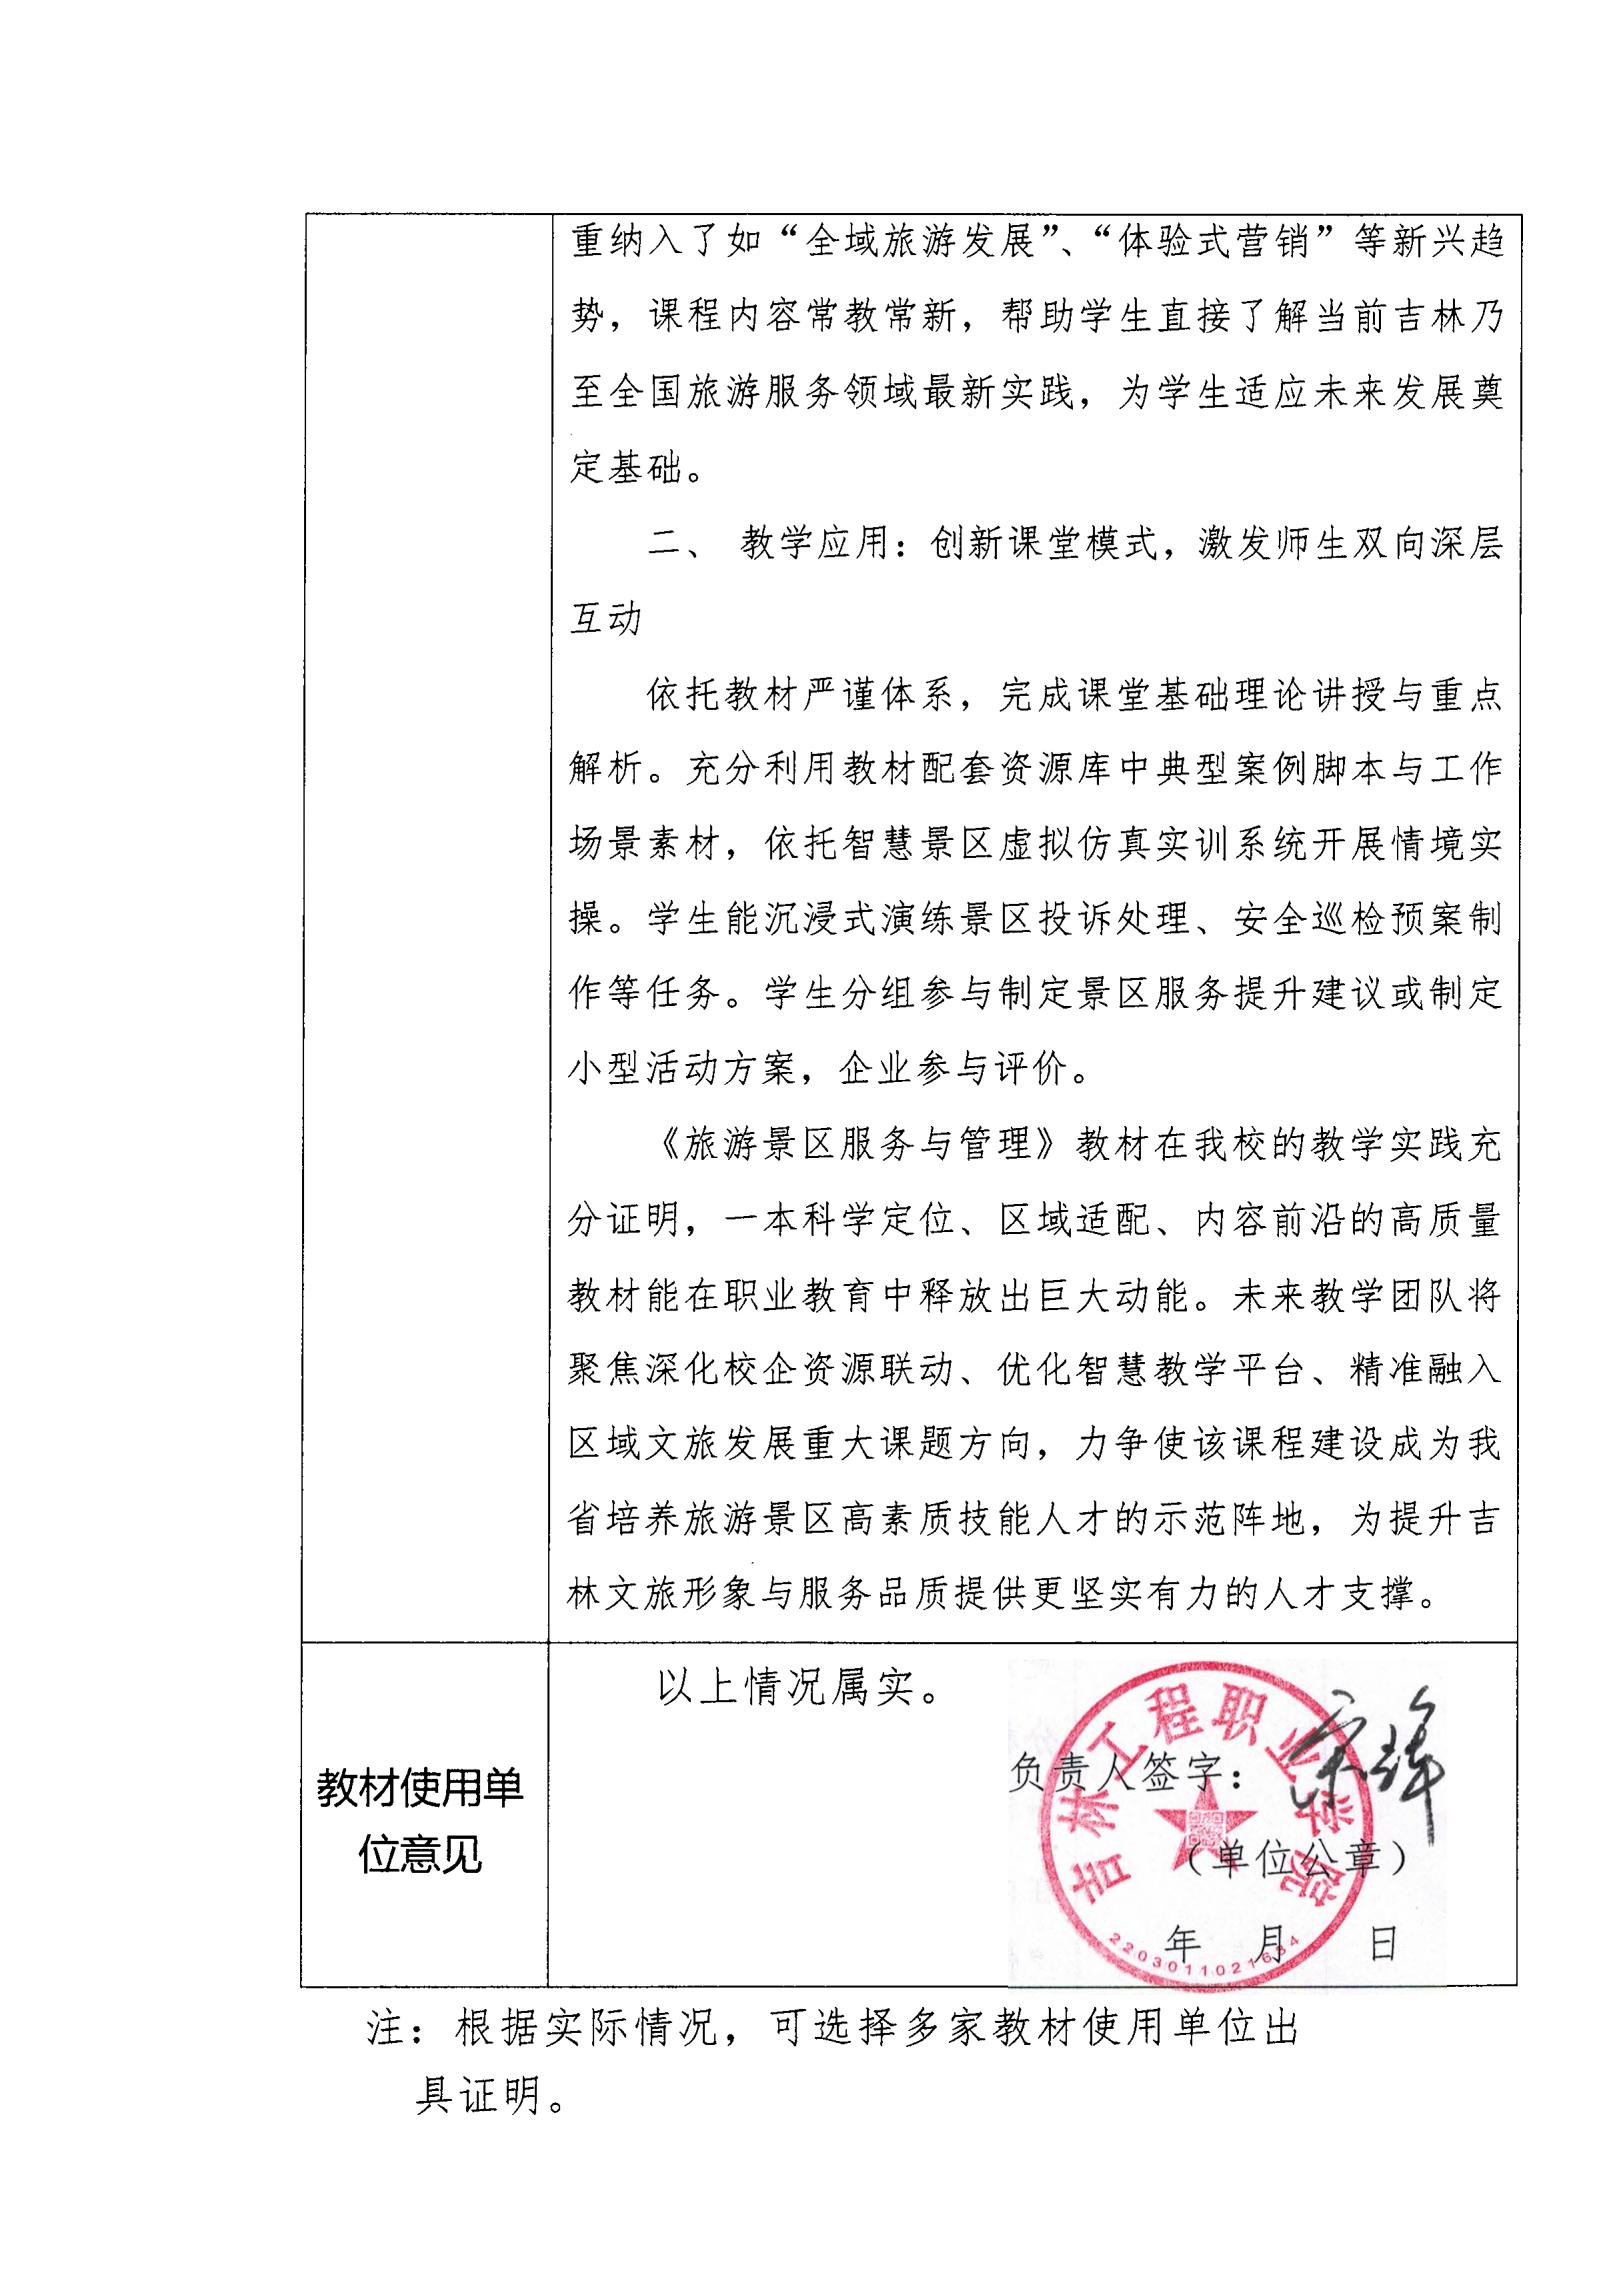 重纳入了如“全域旅游发展”、“体验式营销”等新兴趋
势，课程内容常教常新，帮助学生直接了解当前吉林乃
至全国旅游服务领域最新实践，为学生适应未来发展奠
定基础。
二、 教学应用：创新课堂模式，激发师生双向深层
互动
依托教材严谨体系，完成课堂基础理论讲授与重点
解析。充分利用教材配套资源库中典型案例脚本与工作
场景素材，依托智慧景区虚拟仿真实训系统开展情境实
操。学生能沉浸式演练景区投诉处理、安全巡检预案制
作等任务。学生分组参与制定景区服务提升建议或制定
小型活动方案，企业参与评价。
《旅游景区服务与管理》教材在我校的教学实践充
分证明，一本科学定位、区域适配、内容前沿的高质量
教材能在职业教育中释放出巨大动能。未来教学团队将
聚焦深化校企资源联动、优化智慧教学平台、精准融入
区域文旅发展重大课题方向，力争使该课程建设成为我
省培养旅游景区高素质技能人才的示范阵地，为提升吉
林文旅形象与服务品质提供更坚实有力的人才支撑。
教材使用单
位意见
以上情况属实。
负责人签字：
（单位公章）
年 月 日
吉林工程职业学院
注：根据实际情况，可选择多家教材使用单位出
具证明。